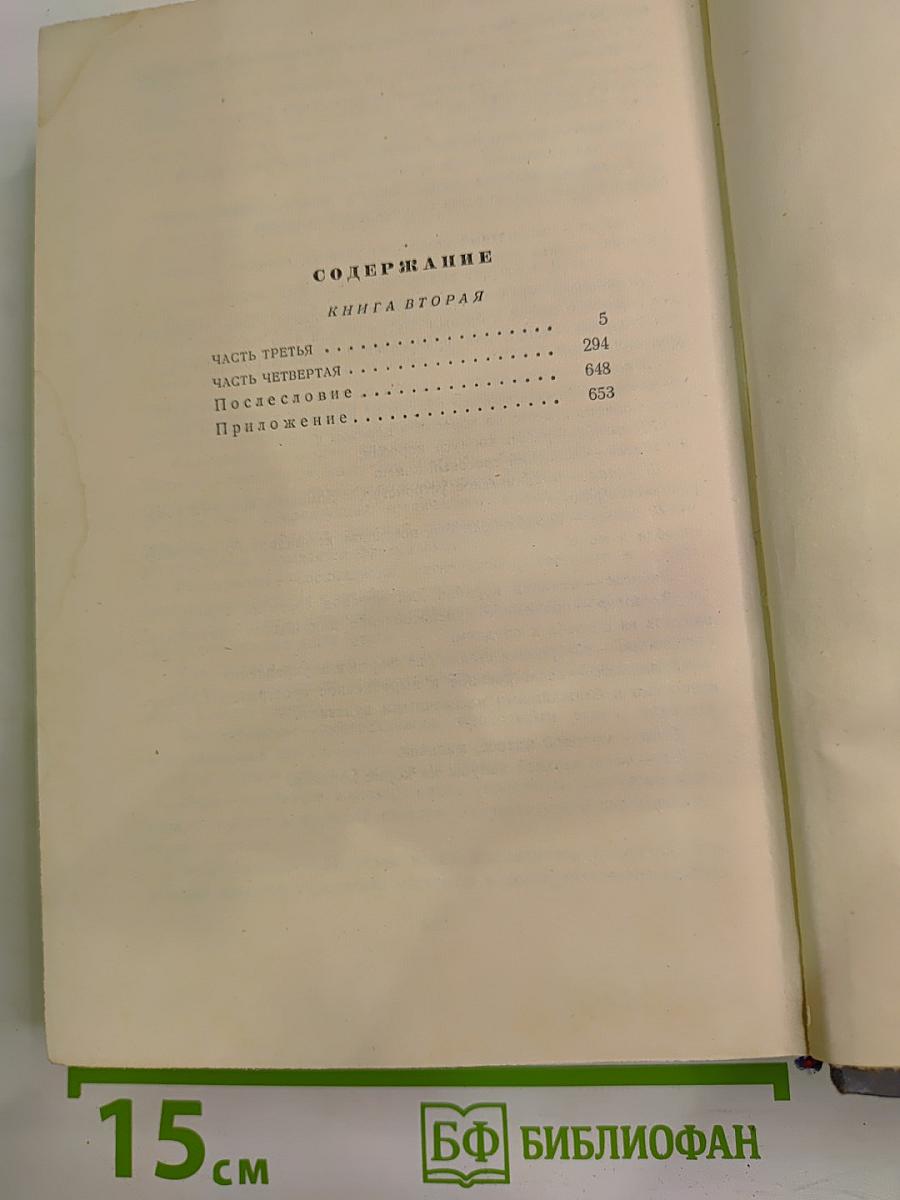 СОДЕРЖАНИЕ
КНИГА ВТОРАЯ
ЧАСТЬ ТРЕТЬЯ . . . . . . . . . . . . . . . . . . . 5
ЧАСТЬ ЧЕТВЕРТАЯ . . . . . . . . . . . . . . . . . 294
Послесловие . . . . . . . . . . . . . . . . 648
Приложение . . . . . . . . . . . . . . . . . 653
15 см
БФ БИБЛИОФАН